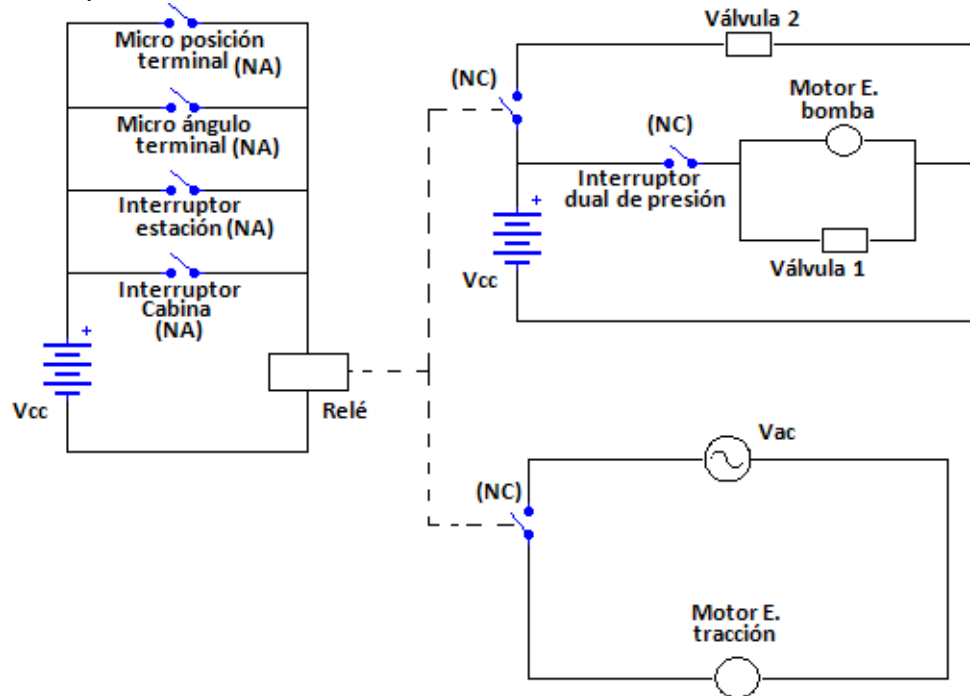 Micro posición
terminal (NA)
Micro ángulo
terminal (NA)
Interruptor
estación (NA)
Interruptor
Cabina
(NA)
+
Vcc
Relé
Válvula 2
(NC)
Motor E.
bomba
(NC)
Interruptor
dual de presión
+
Vcc
Válvula 1
Vac
(NC)
Motor E.
tracción